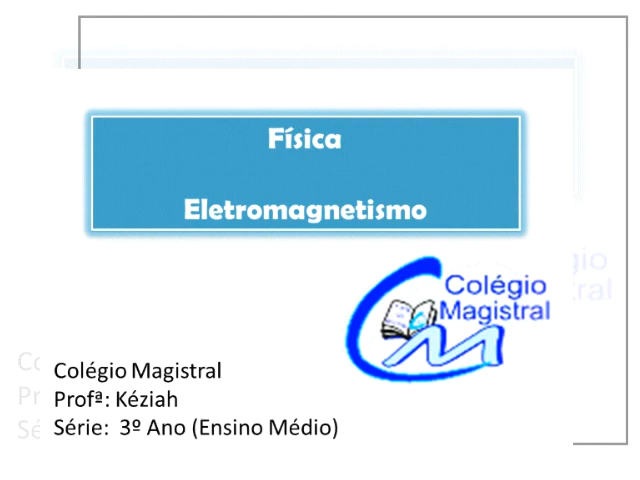 Física
Eletromagnetismo
Colégio
Magistral
Colégio Magistral
Profª: Kéziah
Série: 3º Ano (Ensino Médio)